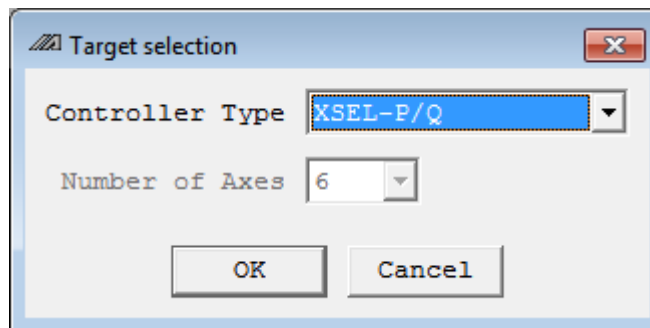 Target selection
Controller Type XSEL-P/Q
Number of Axes 6
OK Cancel